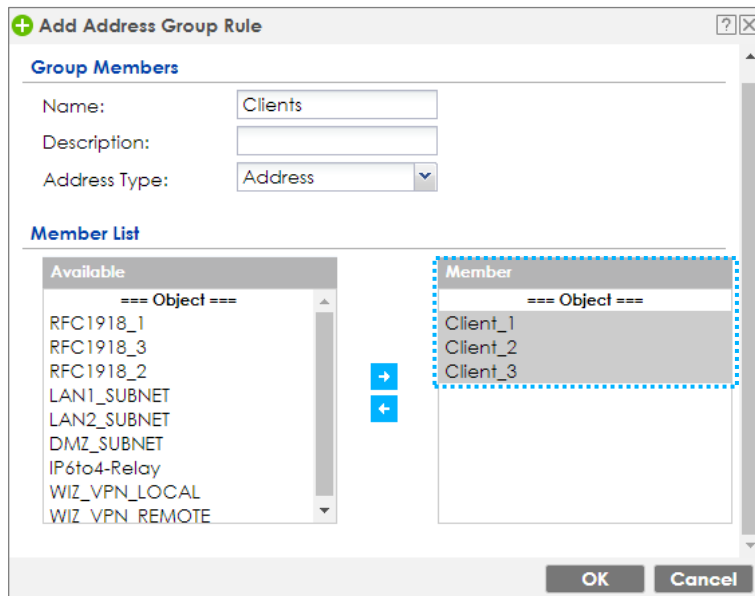 Add Address Group Rule
?
Group Members
Name: Clients
Description:
Address Type: Address
Member List
Available
=== Object ===
RFC1918_1
RFC1918_3
RFC1918_2
LAN1_SUBNET
LAN2_SUBNET
DMZ_SUBNET
IP6to4-Relay
WIZ_VPN_LOCAL
WIZ_VPN_REMOTE
Member
=== Object ===
Client_1
Client_2
Client_3
OK Cancel